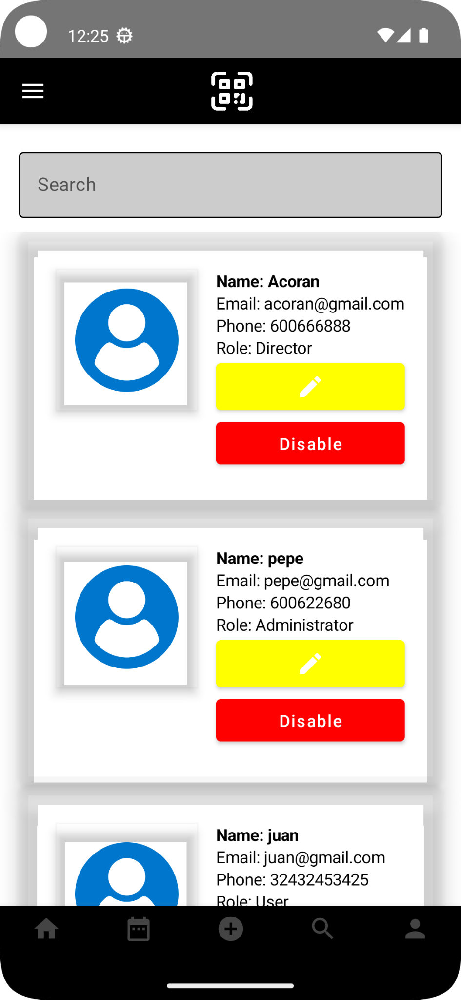 12:25
Search
Name: Acoran
Email: acoran@gmail.com
Phone: 600666888
Role: Director
Disable
Name: pepe
Email: pepe@gmail.com
Phone: 600622680
Role: Administrator
Disable
Name: juan
Email: juan@gmail.com
Phone: 32432453425
Role: User